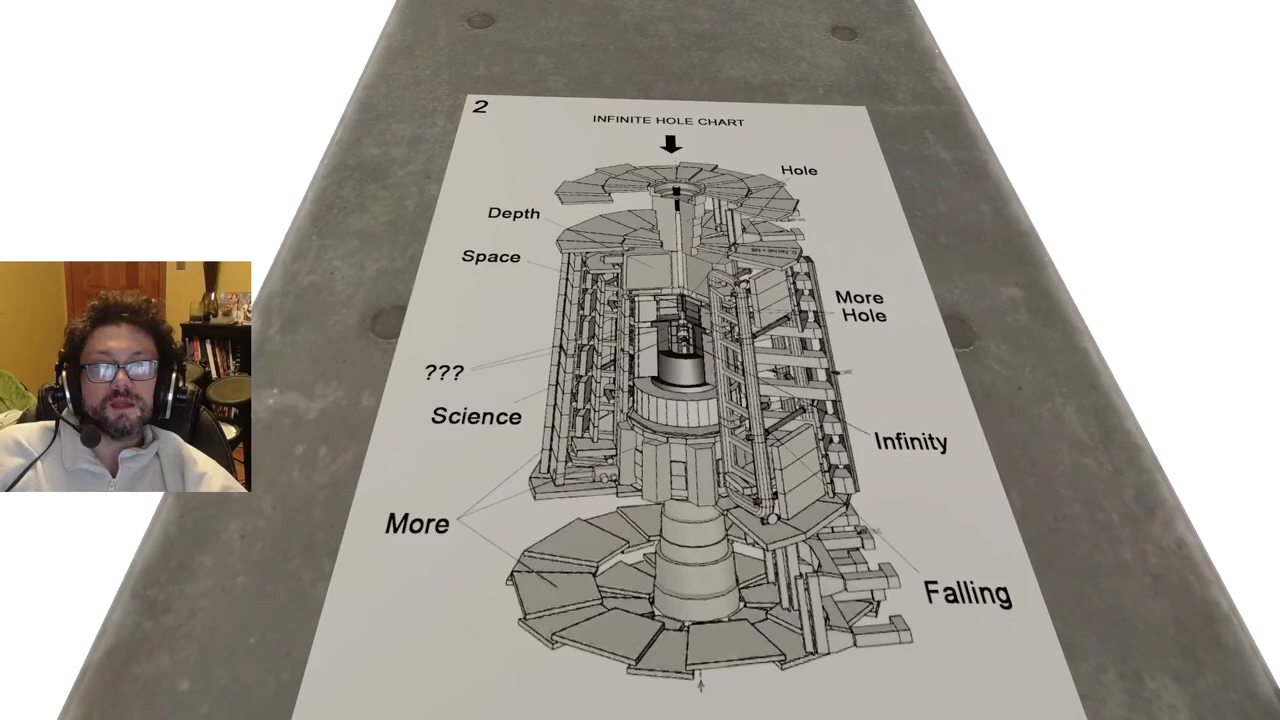 2
INFINITE HOLE CHART
Hole
Depth
Space
More
Hole
???
Science
Infinity
More
Falling